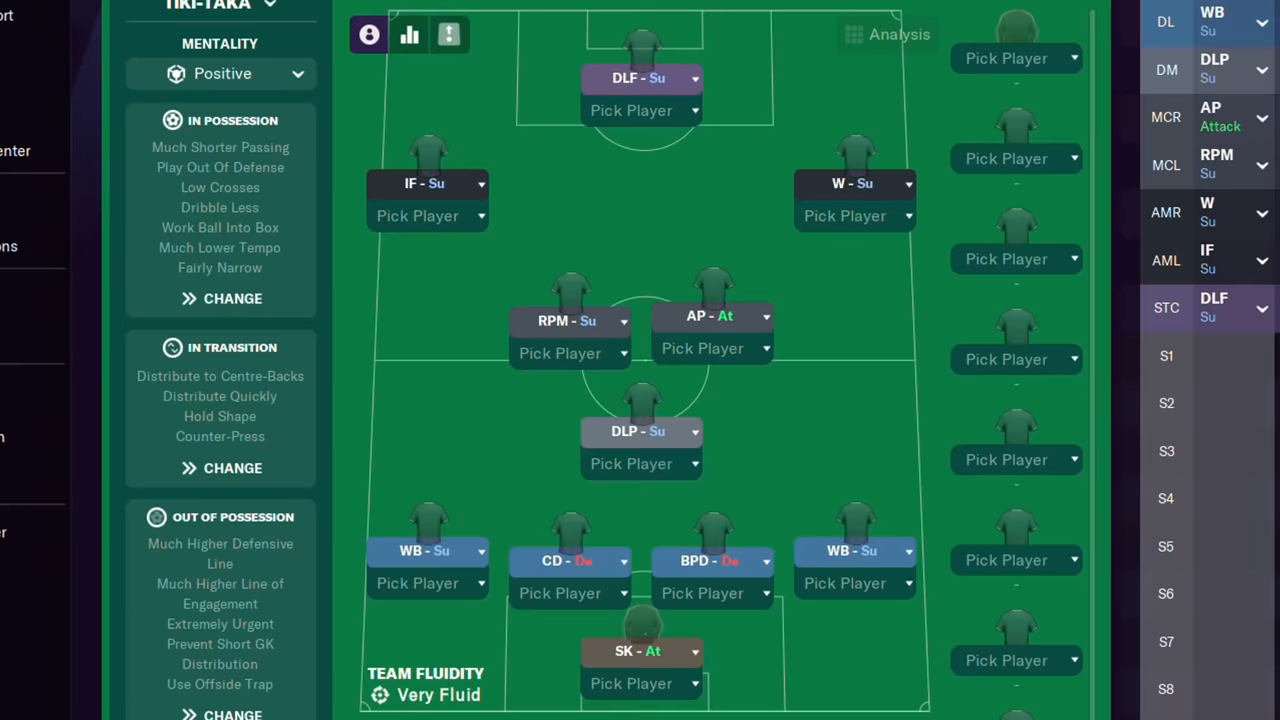 ort
enter
ons
n
er
TIKI-TAKA
MENTALITY
Positive
IN POSSESSION
Much Shorter Passing
Play Out Of Defense
Low Crosses
Dribble Less
Work Ball Into Box
Much Lower Tempo
Fairly Narrow
CHANGE
IN TRANSITION
Distribute to Centre-Backs
Distribute Quickly
Hold Shape
Counter-Press
CHANGE
OUT OF POSSESSION
Much Higher Defensive
Line
Much Higher Line of
Engagement
Extremely Urgent
Prevent Short GK
Distribution
Use Offside Trap
CHANGE
Analysis
DLF - Su
Pick Player
IF - Su
Pick Player
W - Su
Pick Player
RPM - Su
Pick Player
AP - At
Pick Player
DLP - Su
Pick Player
WB - Su
Pick Player
CD - De
Pick Player
BPD - De
Pick Player
WB - Su
Pick Player
SK - At
Pick Player
TEAM FLUIDITY
Very Fluid
Pick Player
-
Pick Player
-
Pick Player
-
Pick Player
-
Pick Player
-
Pick Player
-
Pick Player
-
DL WB
Su
DM DLP
Su
MCR AP
Attack
MCL RPM
Su
AMR W
Su
AML IF
Su
STC DLF
Su
S1
S2
S3
S4
S5
S6
S7
S8